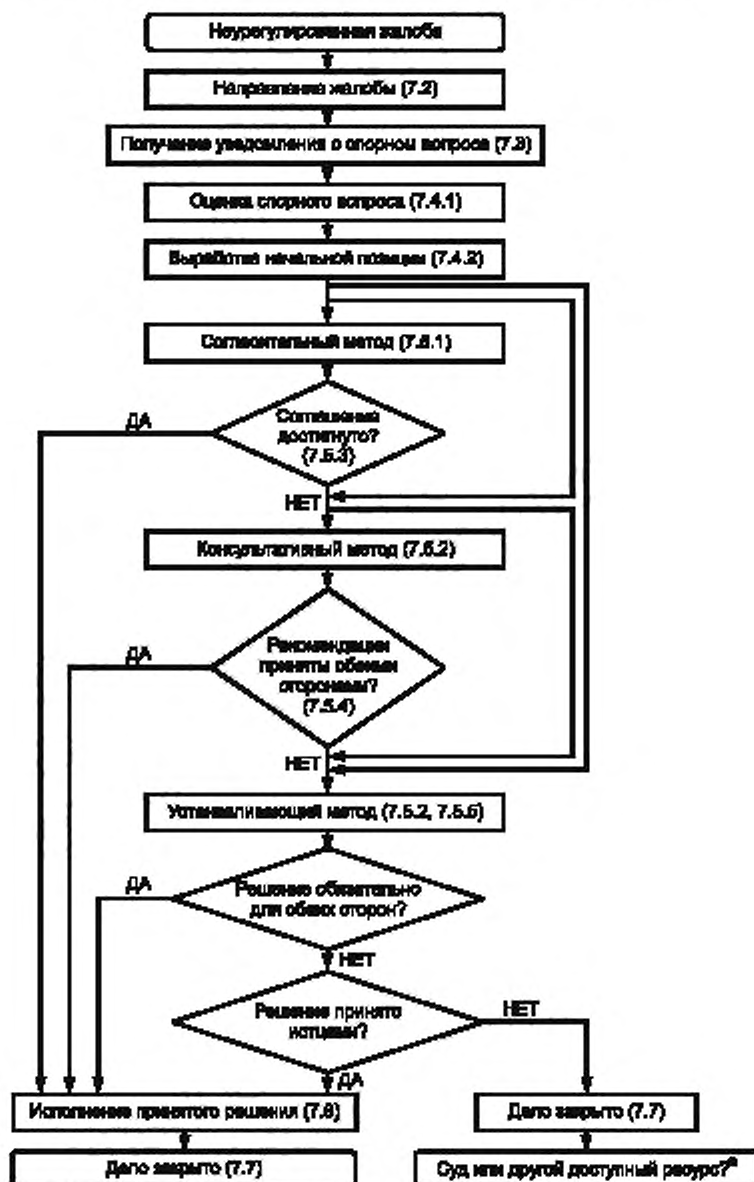 Неурегулированная жалоба
Направление жалобы (7.2)
Получение уведомления о спорном вопросе (7.3)
Оценка спорного вопроса (7.4.1)
Выработка начальной позиции (7.4.2)
Согласительный метод (7.5.1)
ДА
Соглашение
достигнуто?
(7.5.3)
НЕТ
Консультативный метод (7.5.2)
ДА
Рекомендации
приняты обеими
сторонами?
(7.5.4)
НЕТ
Устанавливающий метод (7.5.2, 7.5.5)
ДА
Решение обязательно
для обеих сторон?
НЕТ
Решение принято
истцами?
НЕТ
ДА
Исполнение принятого решения (7.6)
Дело закрыто (7.7)
Дело закрыто (7.7)
Суд или другой доступный ресурс?